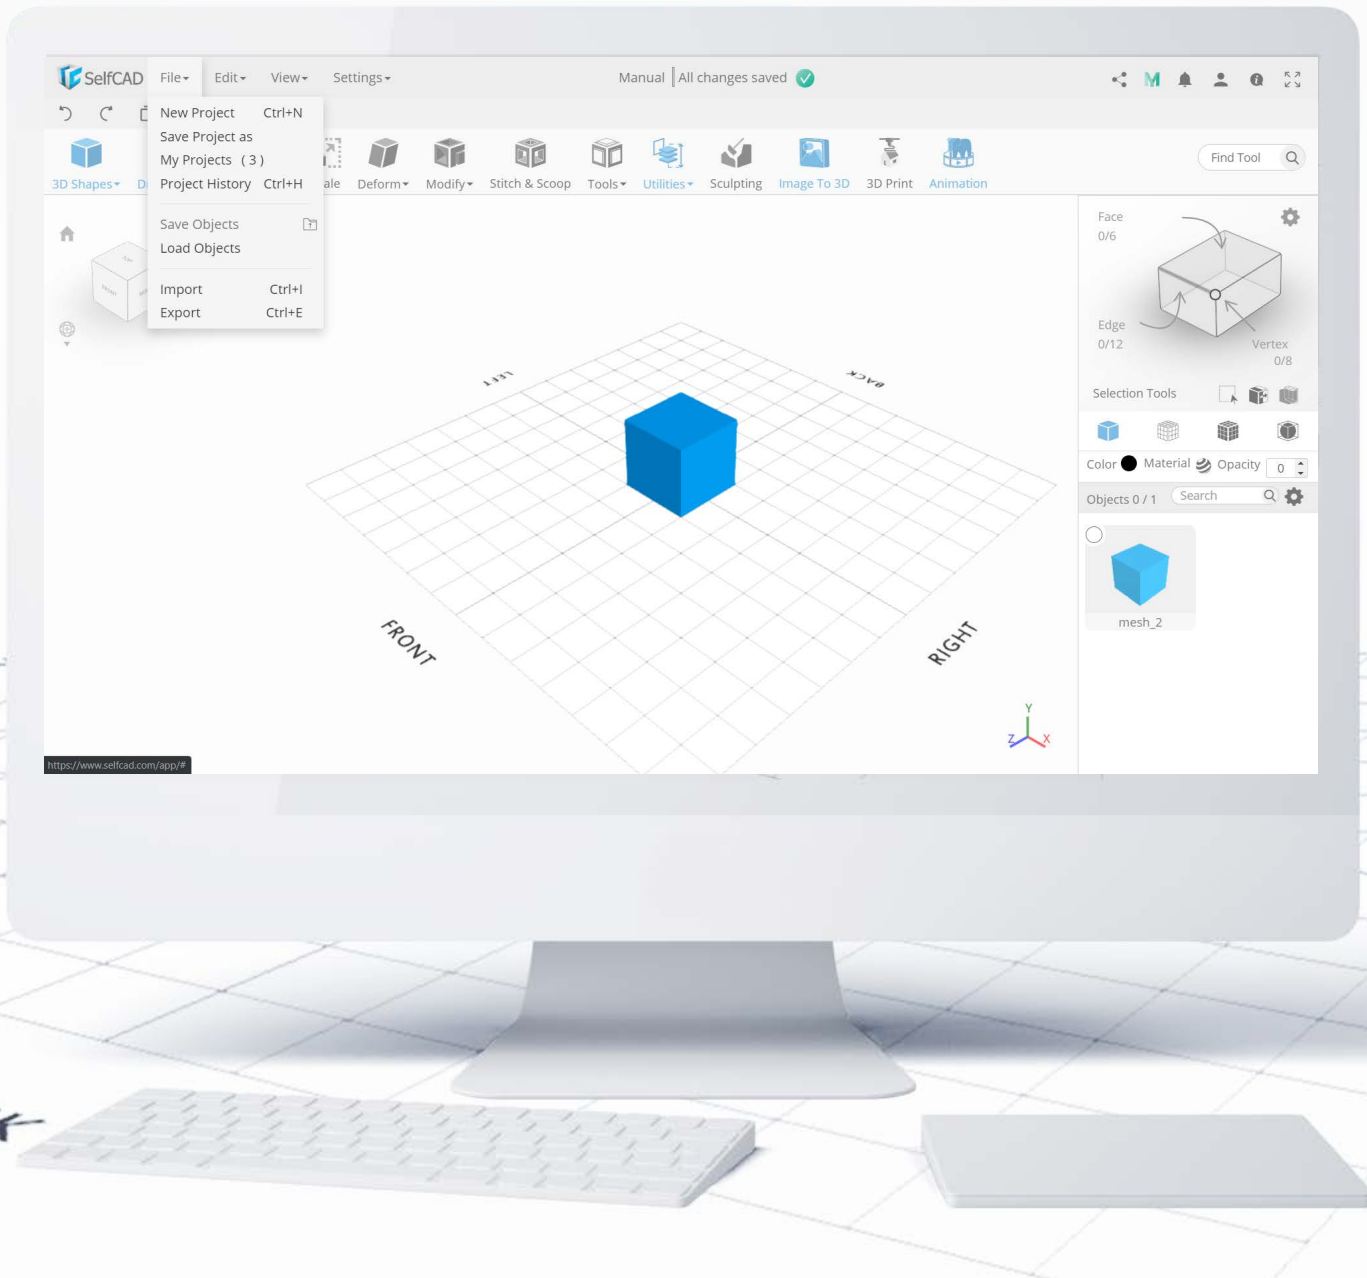 SelfCAD File Edit View Settings Manual All changes saved
New Project Ctrl+N
Save Project as
My Projects ( 3 )
Project History Ctrl+H
Save Objects
Load Objects
Import Ctrl+I
Export Ctrl+E
3D Shapes D ale Deform Modify Stitch & Scoop Tools Utilities Sculpting Image To 3D 3D Print Animation
Find Tool
TOP
FRONT
LEFT
BACK
FRONT
RIGHT
Y
Z X
Face
0/6
Edge
0/12
Vertex
0/8
Selection Tools
Color Material Opacity 0
Objects 0 / 1 Search
mesh_2
https://www.selfcad.com/app/#